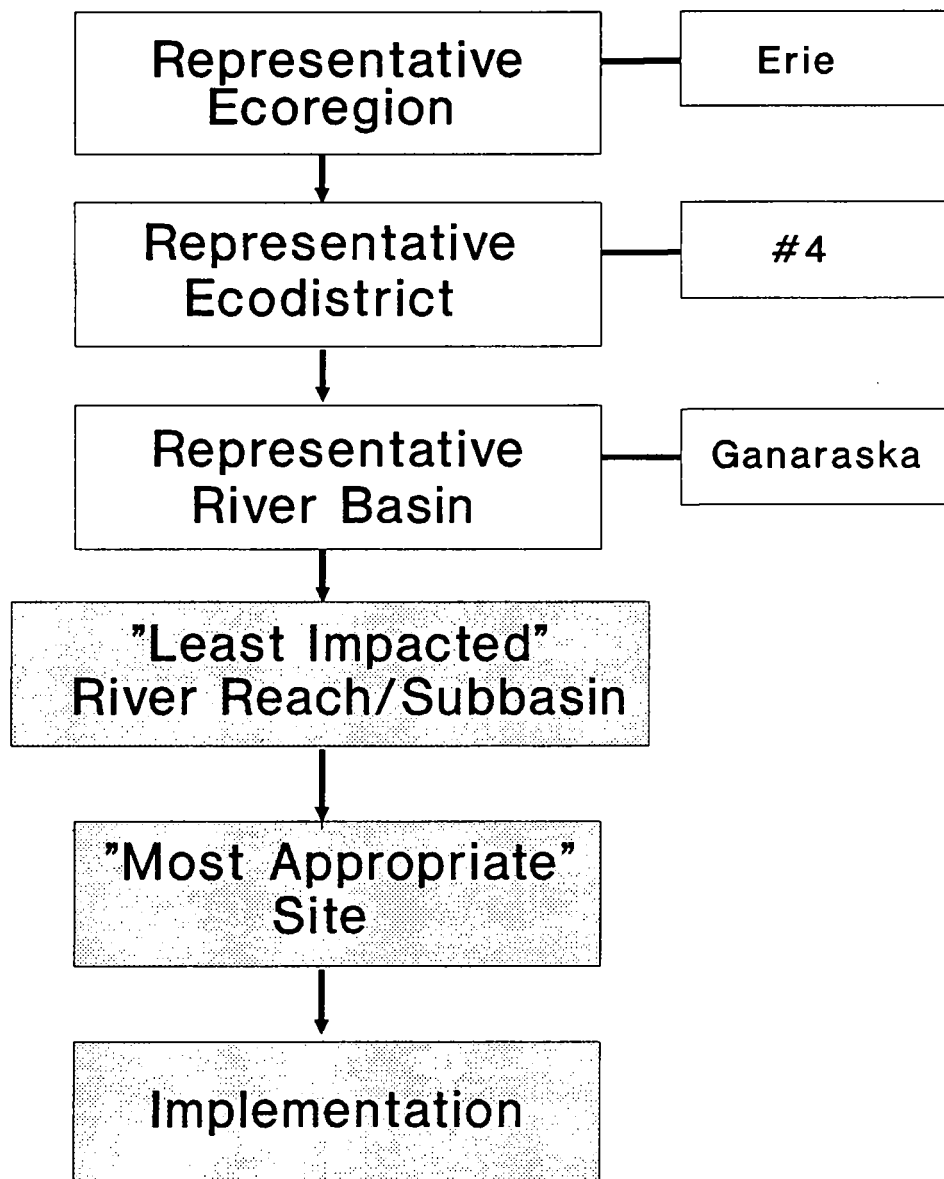 Representative
Ecoregion
Erie
Representative
Ecodistrict
#4
Representative
River Basin
Ganaraska
"Least Impacted"
River Reach/Subbasin
"Most Appropriate"
Site
Implementation